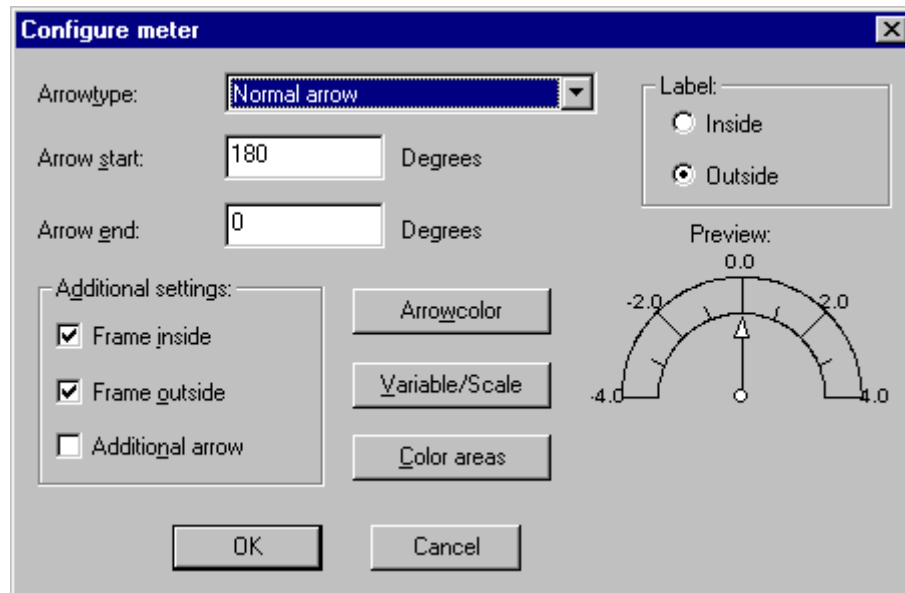 Configure meter
Arrowtype:
Normal arrow
Arrow start:
180
Degrees
Arrow end:
0
Degrees
Label:
Inside
Outside
Additional settings:
Frame inside
Frame outside
Additional arrow
Arrowcolor
Variable/Scale
Color areas
Preview:
0.0
-2.0
2.0
-4.0
4.0
OK
Cancel